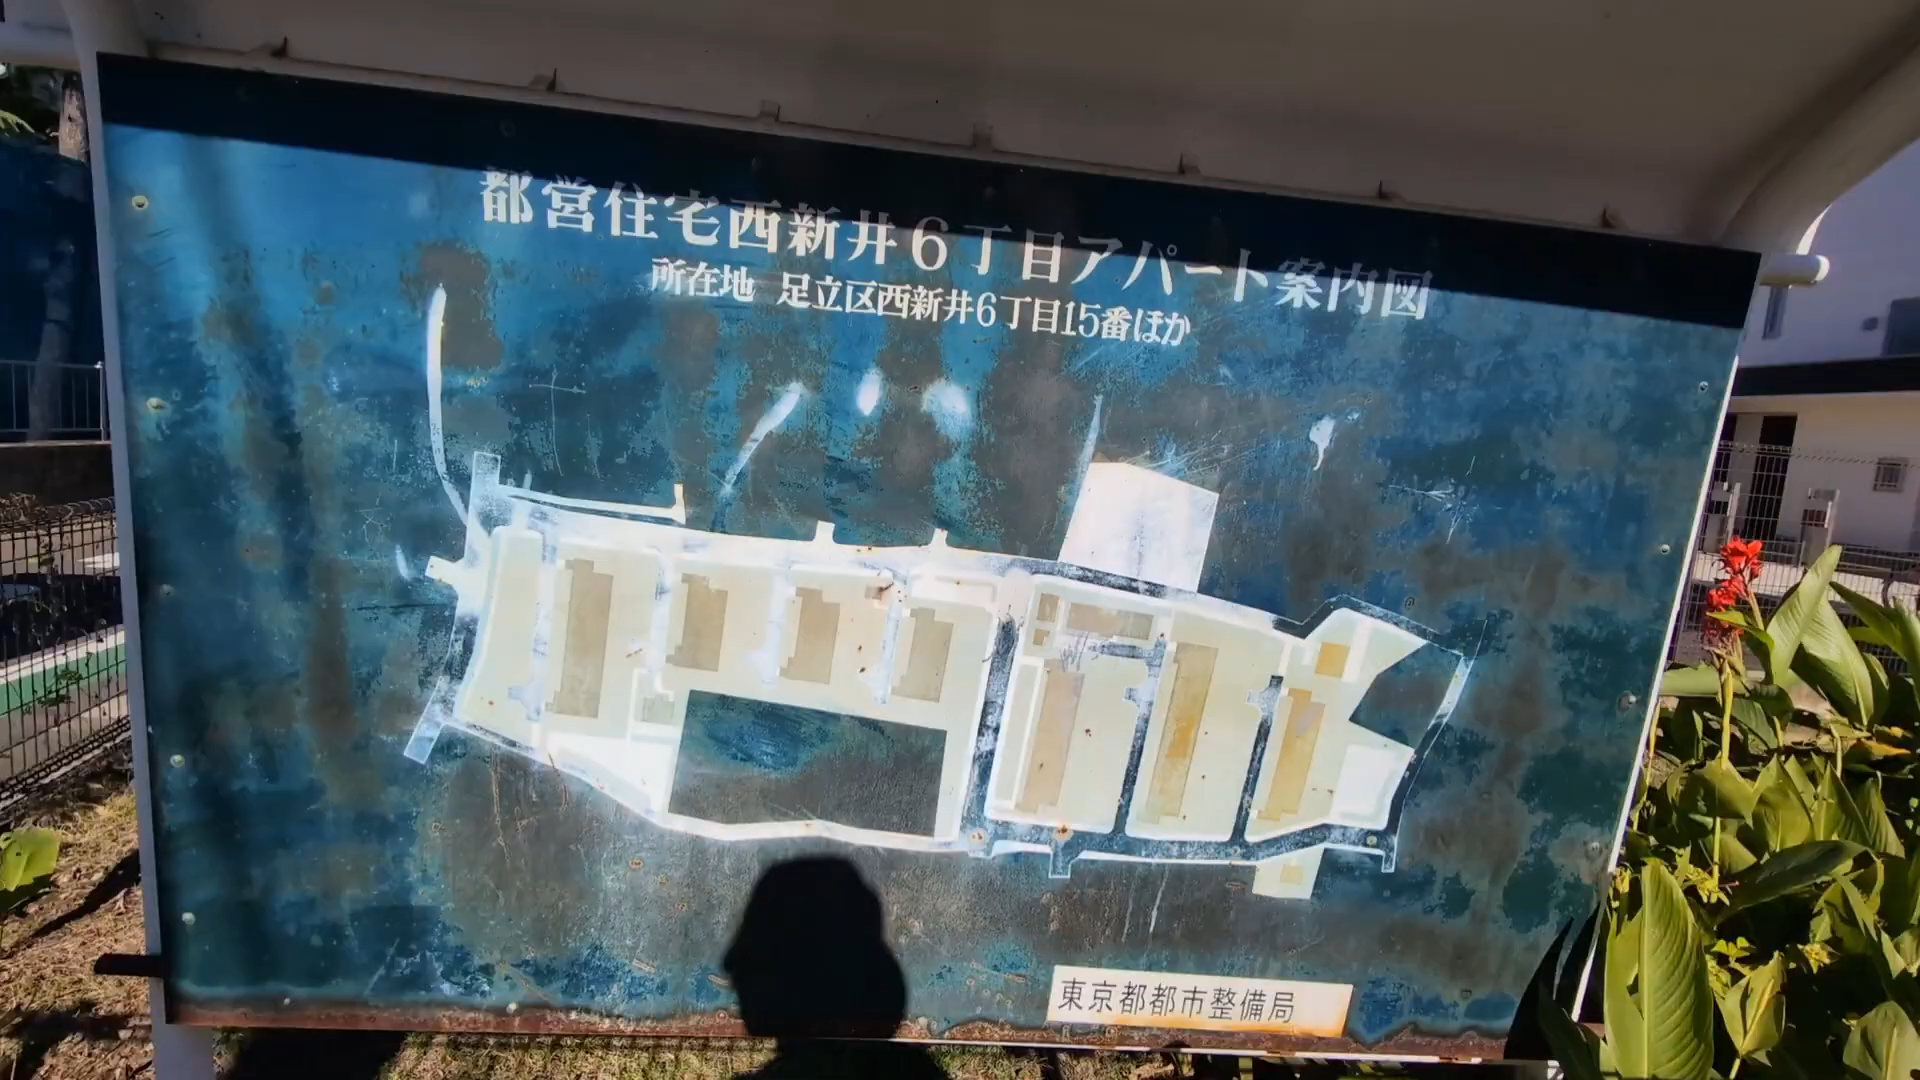 都営住宅西新井６丁目アパート案内図
所在地 足立区西新井6丁目15番ほか
東京都都市整備局